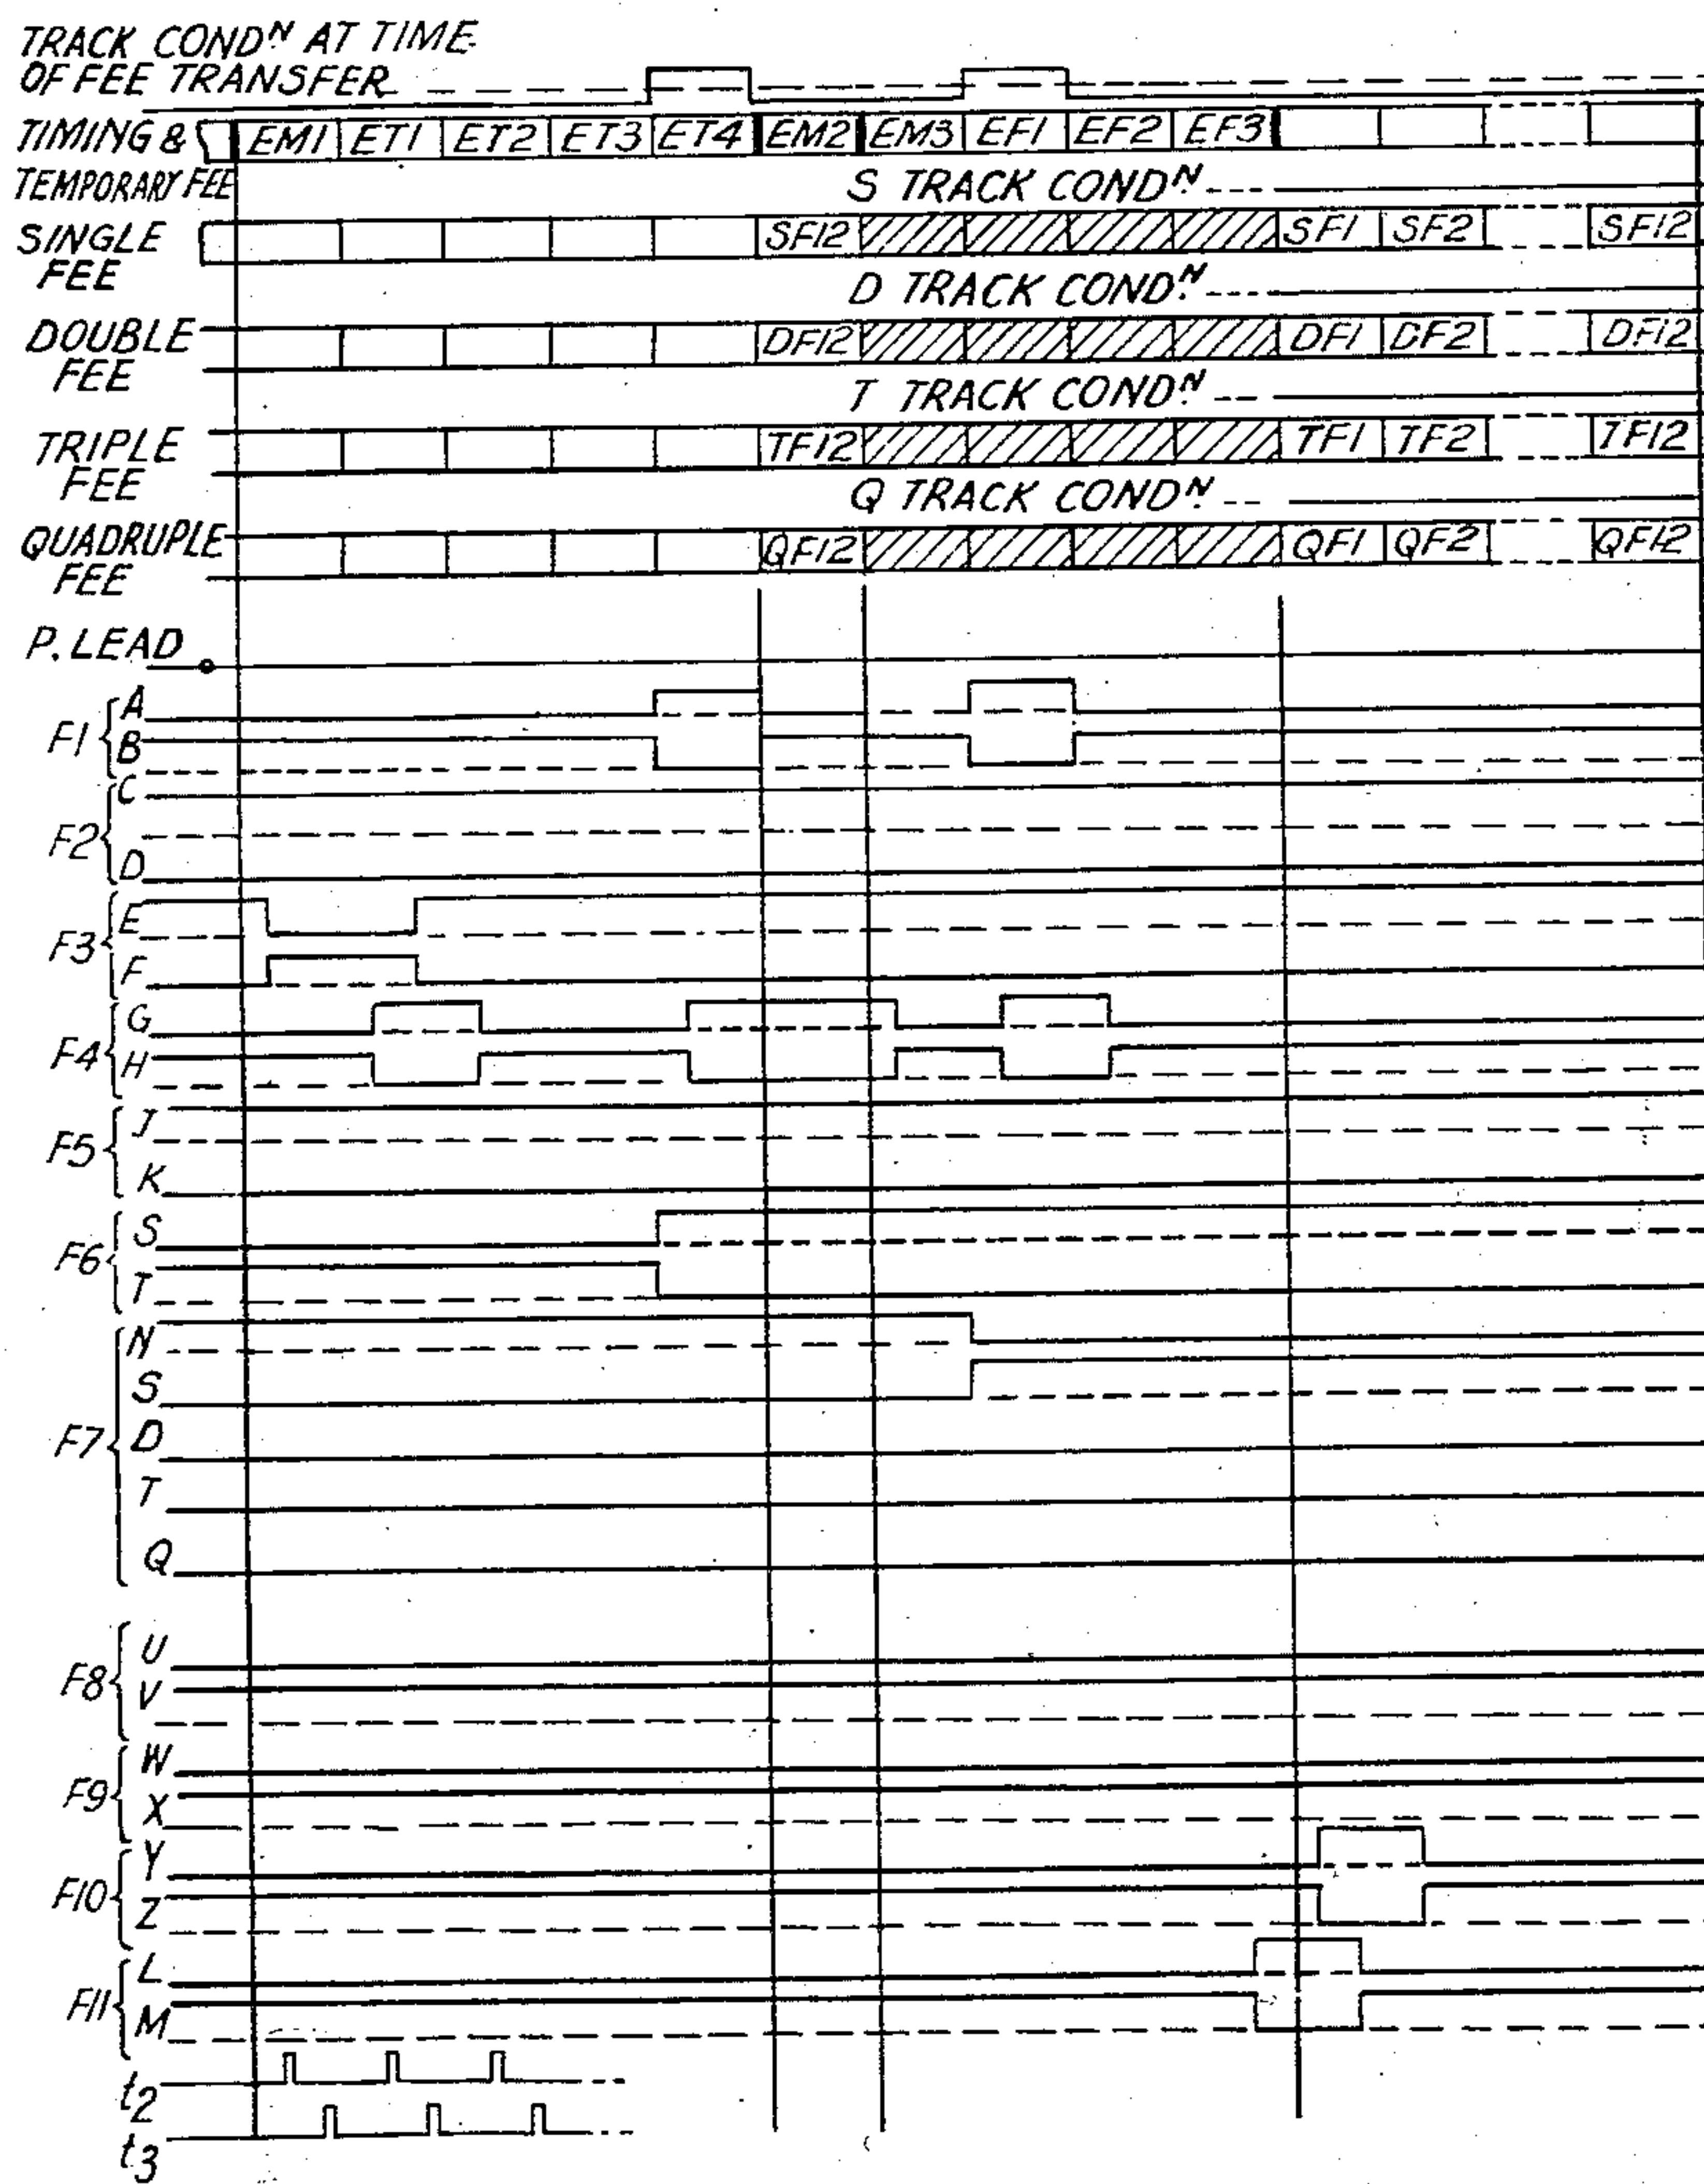 TRACK CONDN. AT TIME
OF FEE TRANSFER
TIMING & EM1 ET1 ET2 ET3 ET4 EM2 EM3 EF1 EF2 EF3
TEMPORARY FEE S TRACK CONDN.
SINGLE FEE SF12 SF1 SF2 SF12
D TRACK CONDN.
DOUBLE FEE DF12 DF1 DF2 DF12
T TRACK CONDN.
TRIPLE FEE TF12 TF1 TF2 TF12
Q TRACK CONDN.
QUADRUPLE FEE QF12 QF1 QF2 QF12
P. LEAD
F1 A
B
F2 C
D
F3 E
F
F4 G
H
F5 J
K
F6 S
T
F7 N
S
D
T
Q
F8 U
V
F9 W
X
F10 Y
Z
F11 L
M
t2
t3